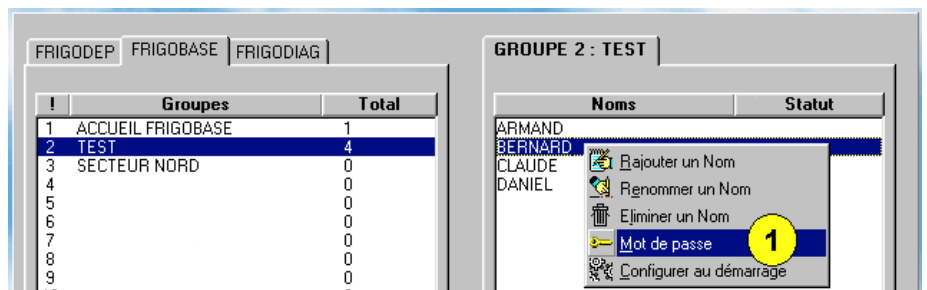 FRIGODEP FRIGOBASE FRIGODIAG
! Groupes Total
1 ACCUEIL FRIGOBASE 1
2 TEST 4
3 SECTEUR NORD 0
4 0
5 0
6 0
7 0
8 0
9 0
GROUPE 2 : TEST
Noms Statut
ARMAND
BERNARD
CLAUDE
DANIEL
Rajouter un Nom
Renommer un Nom
Eliminer un Nom
Mot de passe 1
Configurer au démarrage